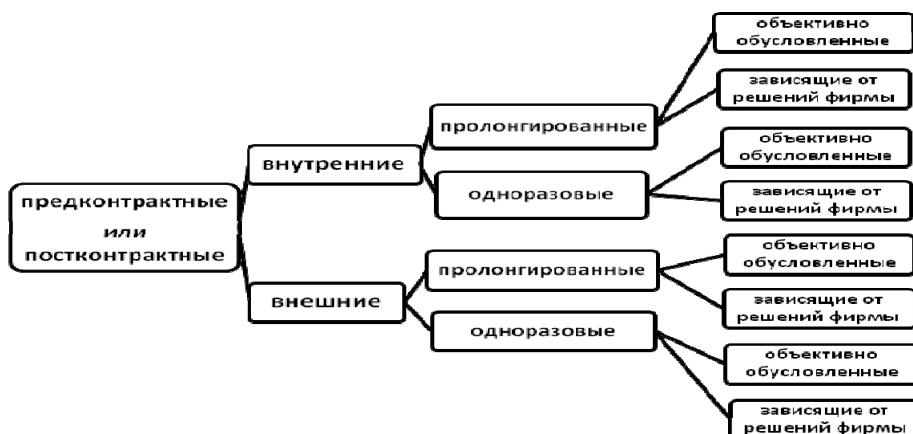 предконтрактные
или
постконтрактные
внутренние
пролонгированные
объективно
обусловленные
зависящие от
решений фирмы
одноразовые
объективно
обусловленные
зависящие от
решений фирмы
внешние
пролонгированные
объективно
обусловленные
зависящие от
решений фирмы
одноразовые
объективно
обусловленные
зависящие от
решений фирмы